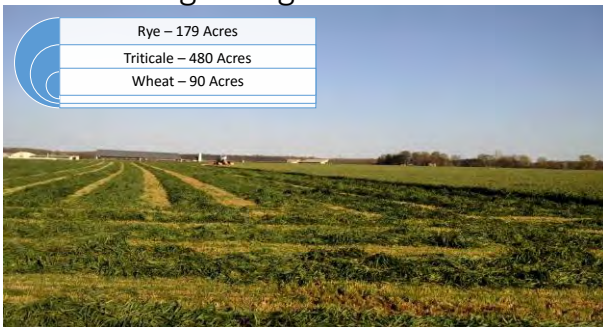 Rye – 179 Acres
Triticale – 480 Acres
Wheat – 90 Acres